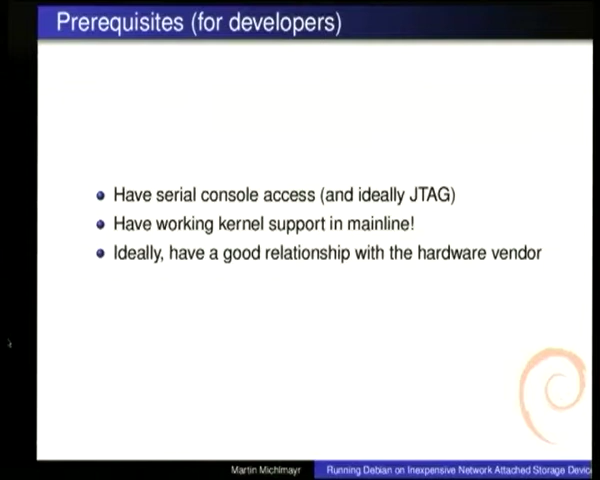 Prerequisites (for developers)
Have serial console access (and ideally JTAG)
Have working kernel support in mainline!
Ideally, have a good relationship with the hardware vendor
Martin Michlmayr
Running Debian on Inexpensive Network Attached Storage